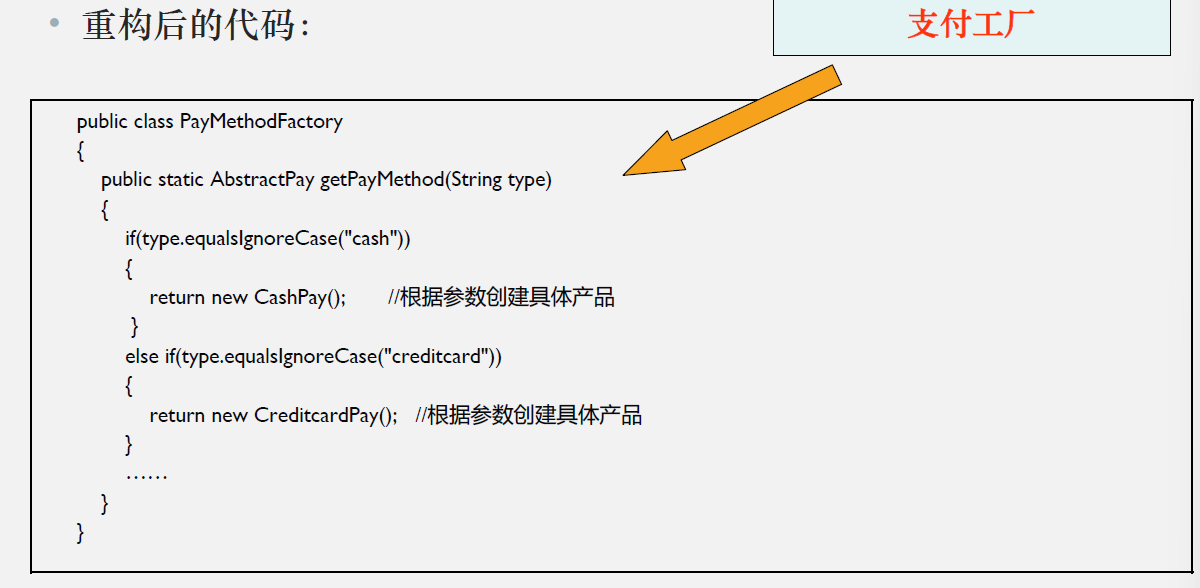 • 重构后的代码：
支付工厂
public class PayMethodFactory
{
public static AbstractPay getPayMethod(String type)
{
if(type.equalsIgnoreCase("cash"))
{
return new CashPay(); //根据参数创建具体产品
}
else if(type.equalsIgnoreCase("creditcard"))
{
return new CreditcardPay(); //根据参数创建具体产品
}
……
}
}